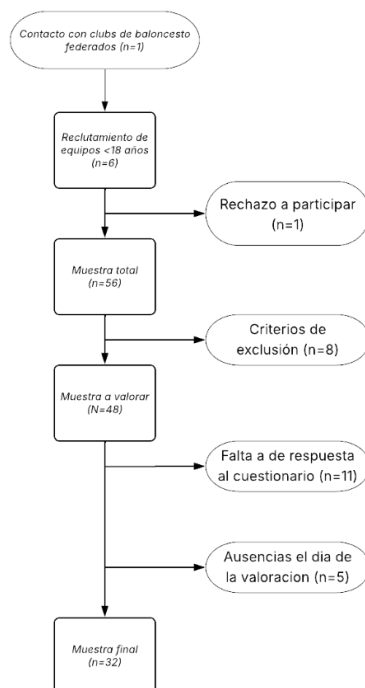 Contacto con clubs de baloncesto
federados (n=1)
Reclutamiento de
equipos <18 años
(n=6)
Rechazo a participar
(n=1)
Muestra total
(n=56)
Criterios de
exclusión (n=8)
Muestra a valorar
(N=48)
Falta a de respuesta
al cuestionario (n=11)
Ausencias el dia de
la valoracion (n=5)
Muestra final
(n=32)